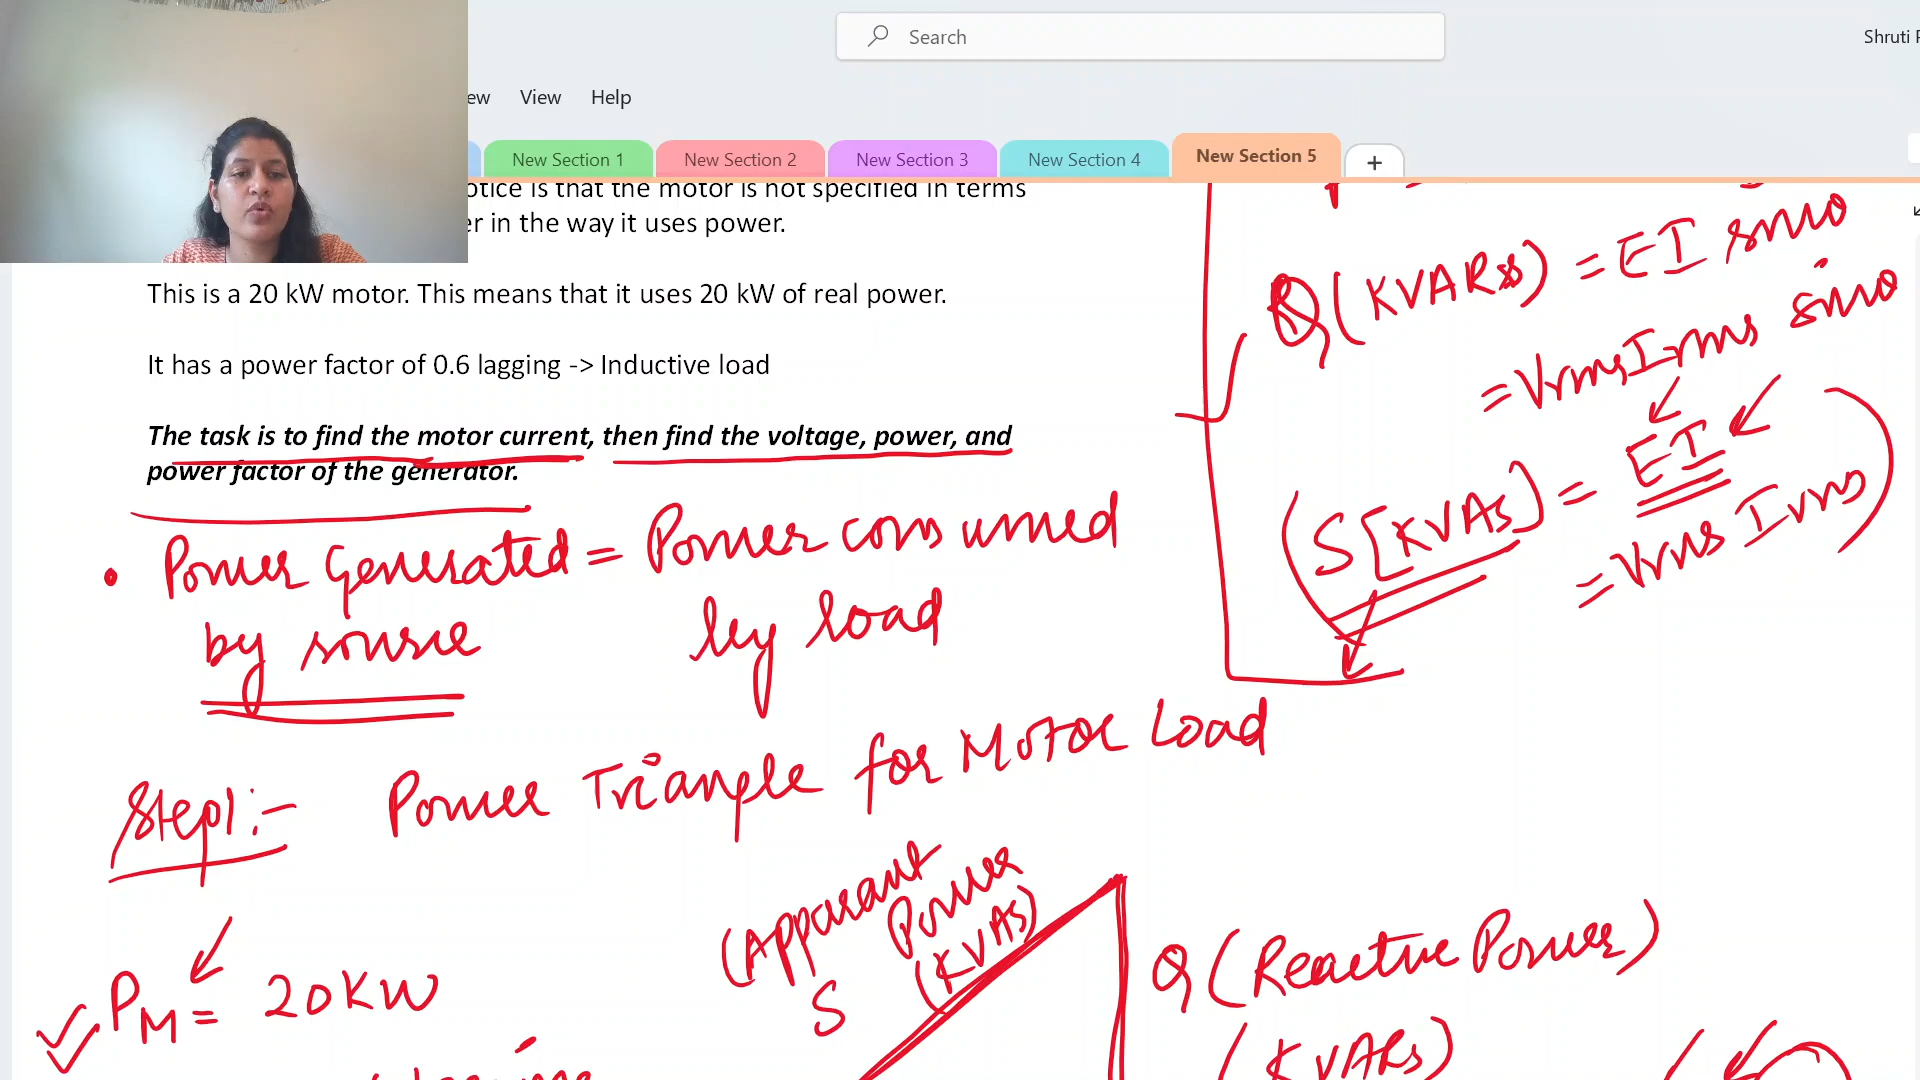 Search
Shruti
ew View Help
New Section 1 New Section 2 New Section 3 New Section 4 New Section 5 +
otice is that the motor is not specified in terms
er in the way it uses power.
This is a 20 kW motor. This means that it uses 20 kW of real power.
It has a power factor of 0.6 lagging -> Inductive load
The task is to find the motor current, then find the voltage, power, and
power factor of the generator.
• Power Generated = Power consumed
by source by load
Q(KVARs) = EI sinθ
= Vrms Irms sinθ
(S[KVAs] = EI
= Vrms Irms)
Step1:- Power Triangle for Motor Load
PM = 20KW
(Apparant
Power
(KVAs)
S
Q (Reactive Power)
(KVARs)